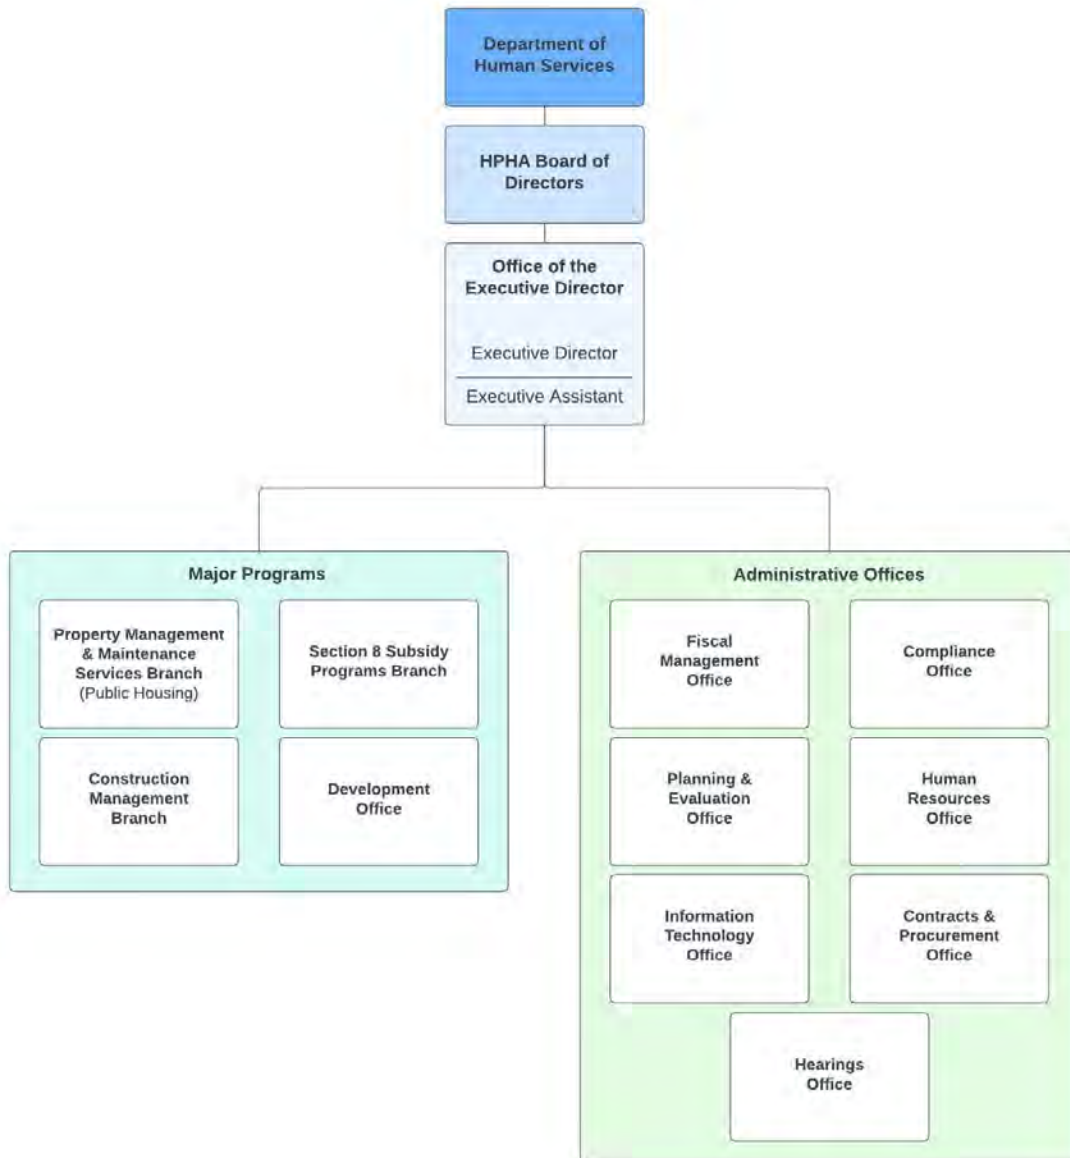 Department of
Human Services
HPHA Board of
Directors
Office of the
Executive Director
Executive Director
Executive Assistant
Major Programs
Property Management
& Maintenance
Services Branch
(Public Housing)
Section 8 Subsidy
Programs Branch
Construction
Management
Branch
Development
Office
Administrative Offices
Fiscal
Management
Office
Compliance
Office
Planning &
Evaluation
Office
Human
Resources
Office
Information
Technology
Office
Contracts &
Procurement
Office
Hearings
Office